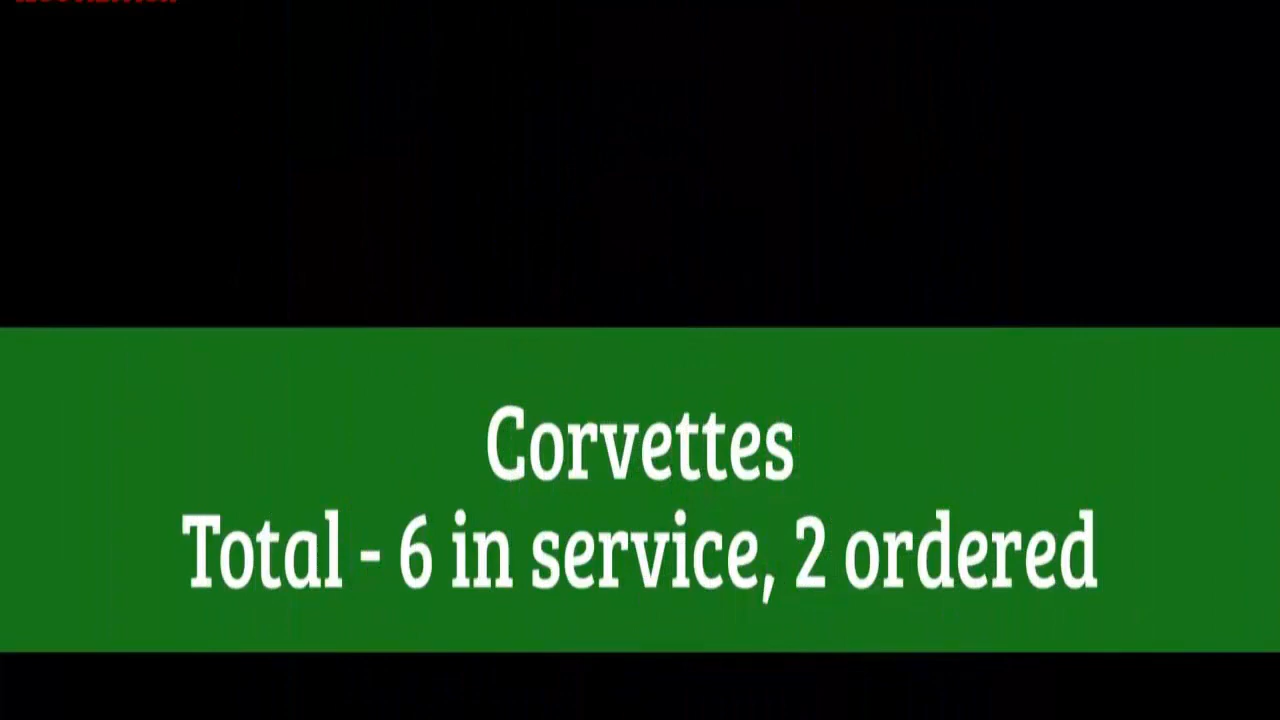 Corvettes
Total - 6 in service, 2 ordered